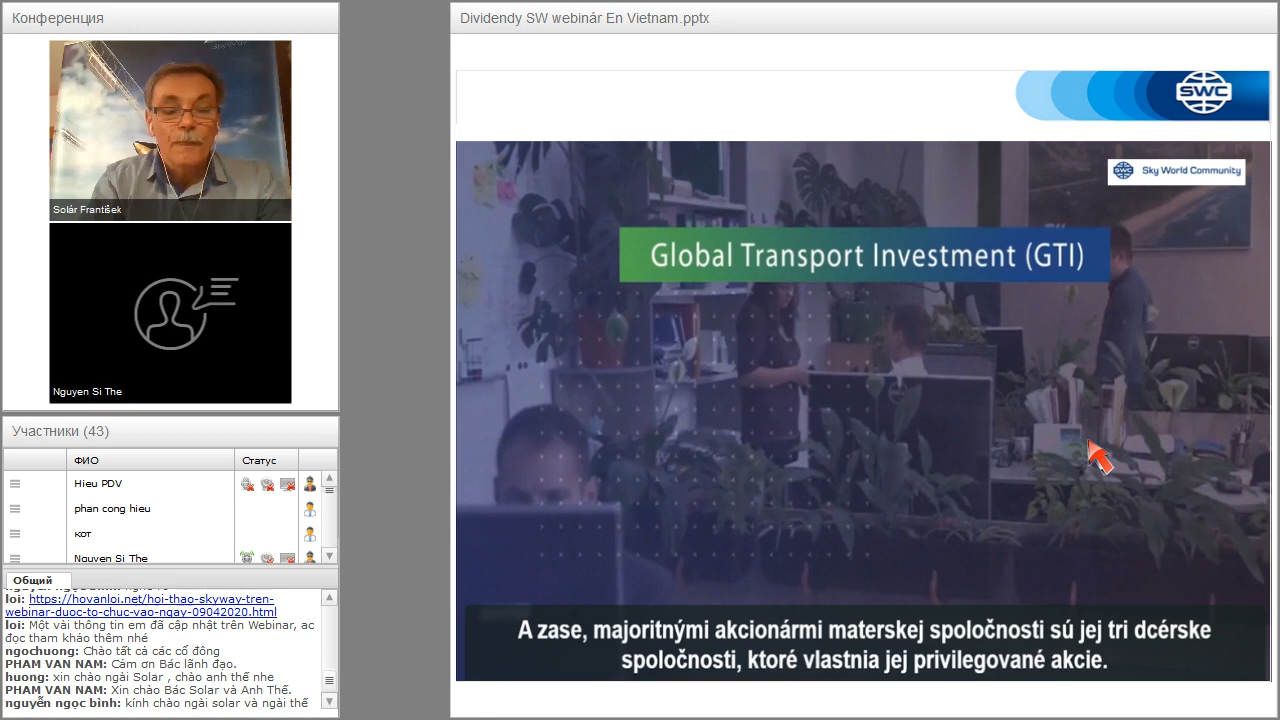 Конференция
Solár František
Nguyen Si The
Участники (43)
ФИО
Статус
Hieu PDV
phan cong hieu
кот
Nguyen Si The
Общий
loi: https://hovanloi.net/hoi-thao-skyway-tren-
webinar-duoc-to-chuc-vao-ngay-09042020.html
loi: Một vài thông tin em đã cập nhật trên Webinar, ac
đọc tham khảo thêm nhé
ngochuong: Chào tất cả các cổ đông
PHAM VAN NAM: Cảm ơn Bác lãnh đạo.
huong: xin chào ngài Solar , chào anh thế nhe
PHAM VAN NAM: Xin chào Bác Solar và Anh Thế.
nguyễn ngọc bình: kính chào ngài solar và ngài thế
Dividendy SW webinár En Vietnam.pptx
SWC
SWC Sky World Community
Global Transport Investment (GTI)
A zase, majoritnými akcionármi materskej spoločnosti sú jej tri dcérske
spoločnosti, ktoré vlastnia jej privilegované akcie.